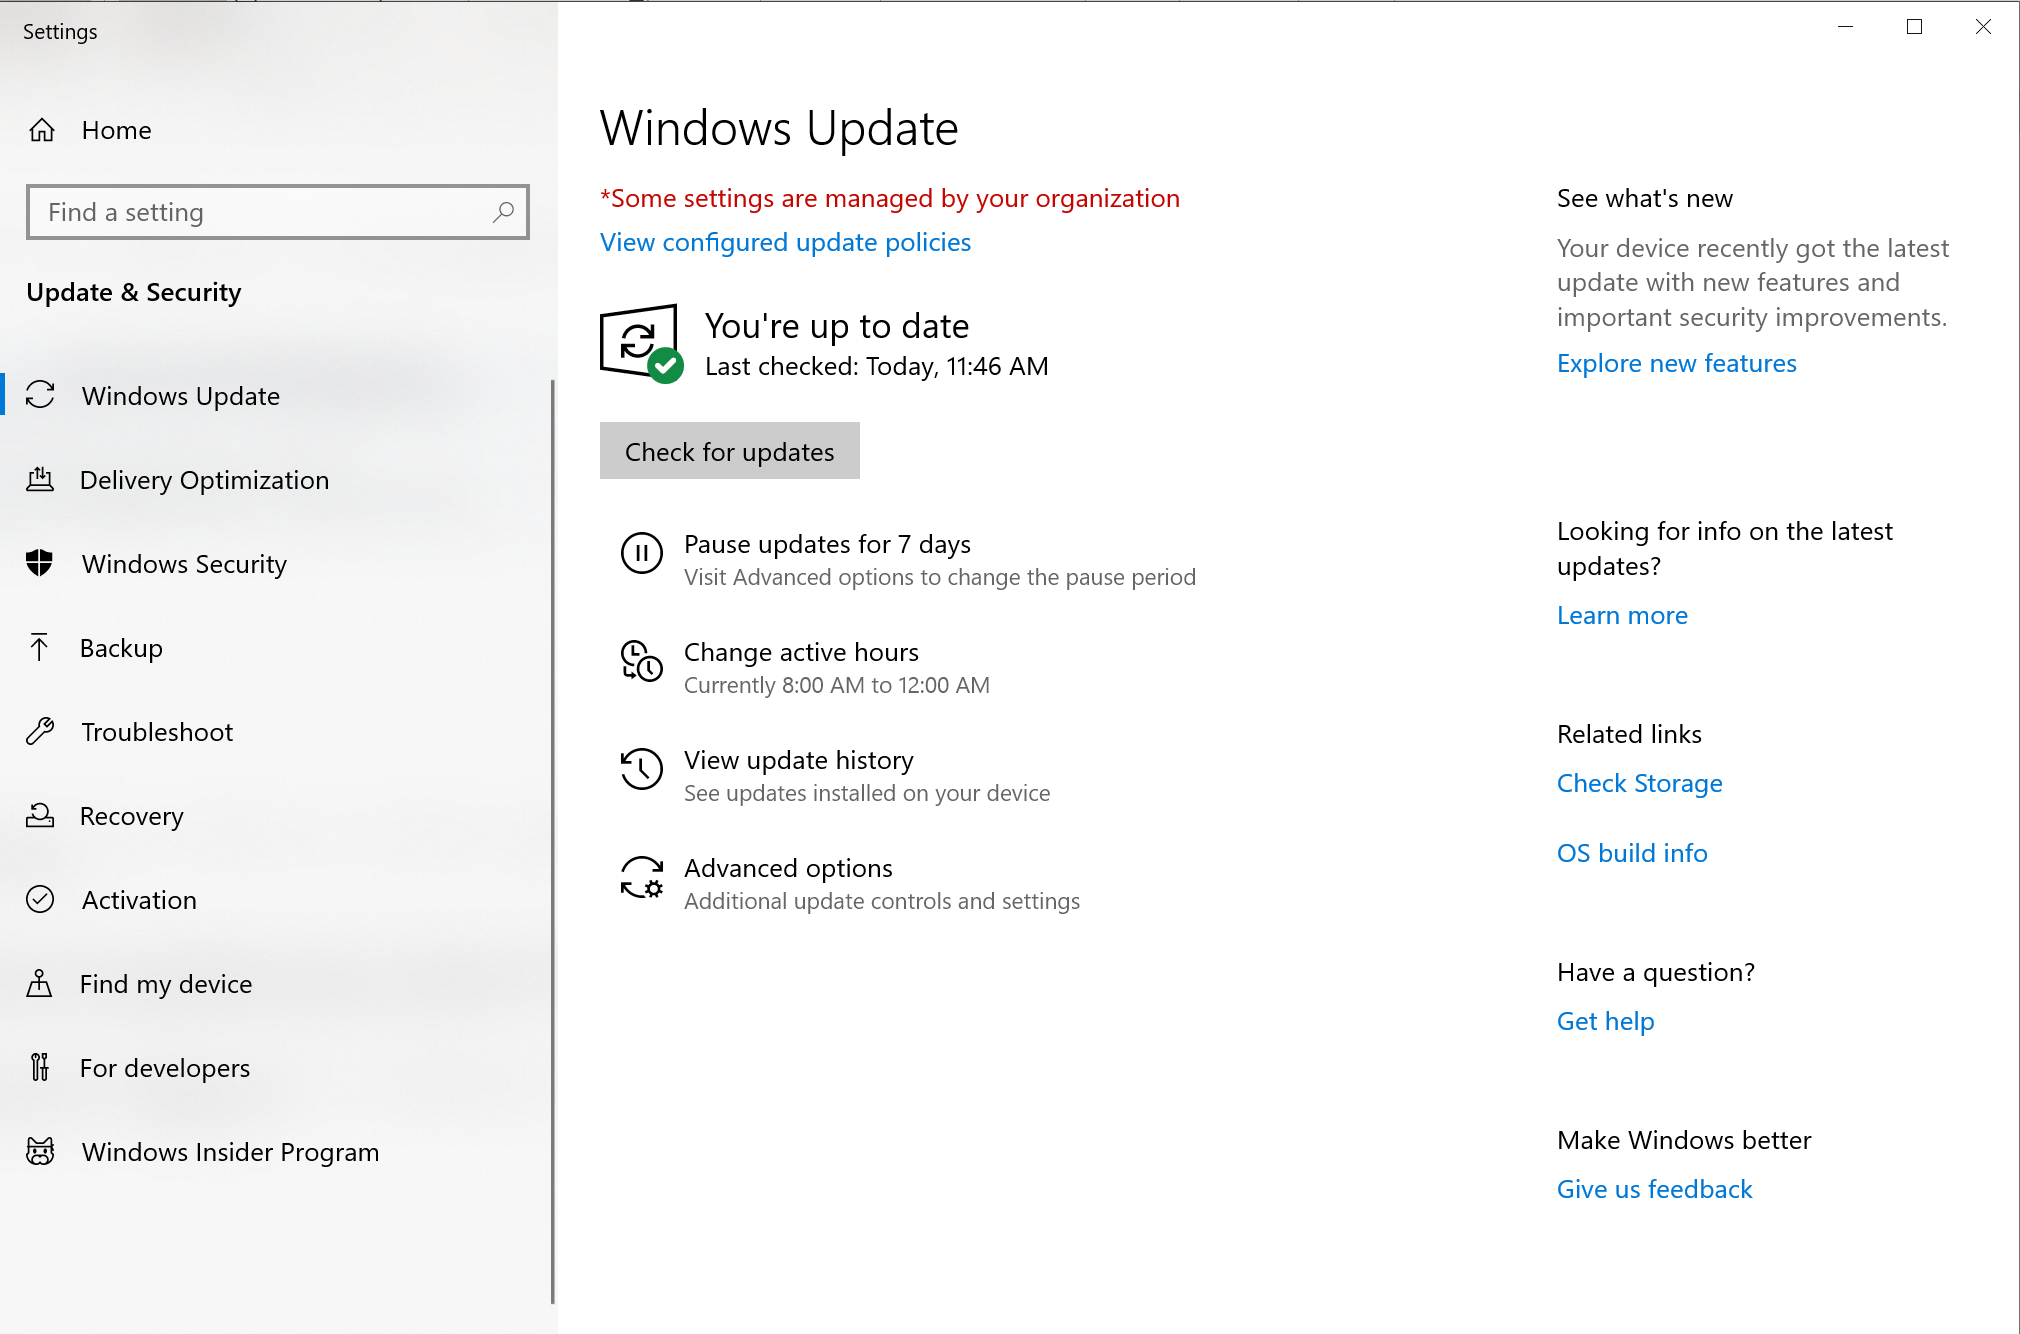 Settings
Home
Find a setting
Update & Security
Windows Update
Delivery Optimization
Windows Security
Backup
Troubleshoot
Recovery
Activation
Find my device
For developers
Windows Insider Program
Windows Update
*Some settings are managed by your organization
View configured update policies
You're up to date
Last checked: Today, 11:46 AM
Check for updates
Pause updates for 7 days
Visit Advanced options to change the pause period
Change active hours
Currently 8:00 AM to 12:00 AM
View update history
See updates installed on your device
Advanced options
Additional update controls and settings
See what's new
Your device recently got the latest
update with new features and
important security improvements.
Explore new features
Looking for info on the latest
updates?
Learn more
Related links
Check Storage
OS build info
Have a question?
Get help
Make Windows better
Give us feedback